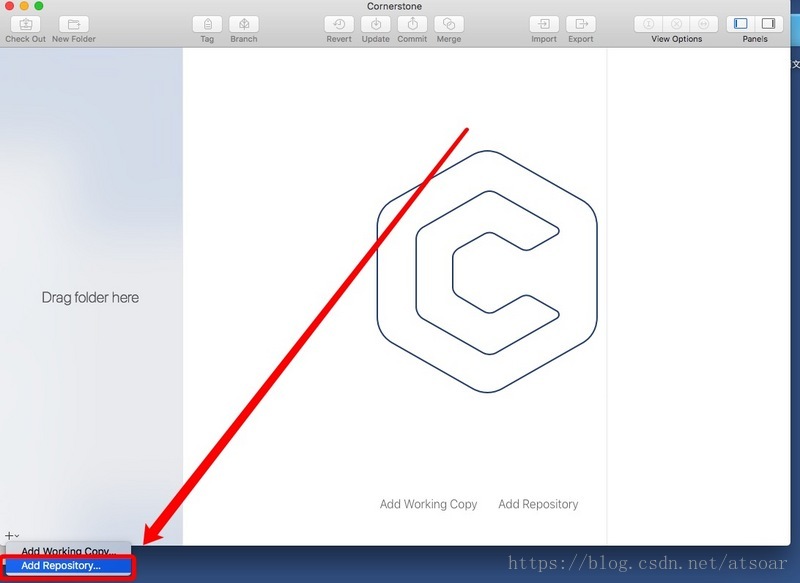 Cornerstone
Check Out New Folder Tag Branch Revert Update Commit Merge Import Export View Options Panels
文
Drag folder here
Add Working Copy Add Repository
Add Working Copy...
Add Repository...
https://blog.csdn.net/atsoar